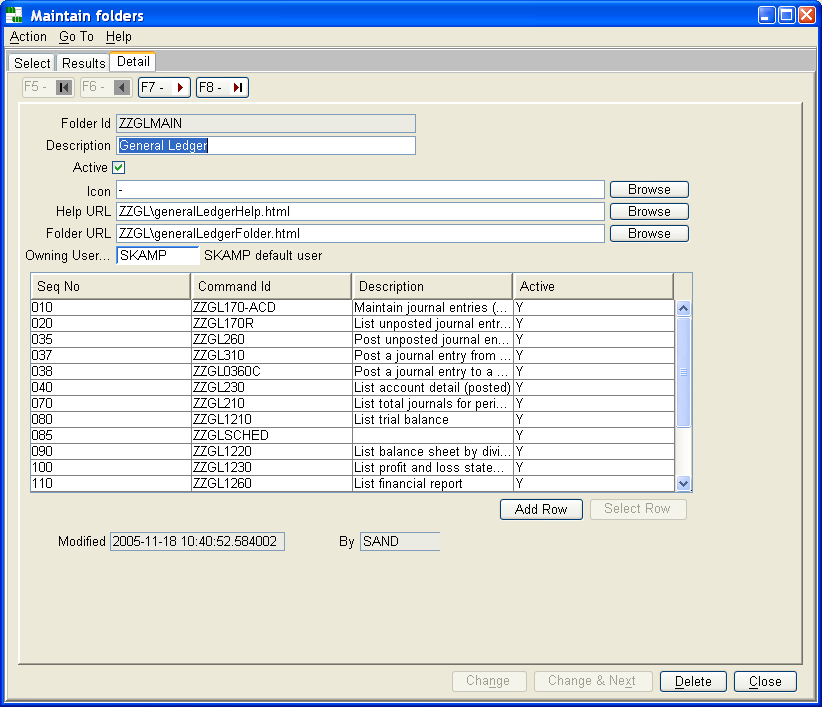 Maintain folders
Action Go To Help
Select Results Detail
F5 - F6 - F7 - F8 -
Folder Id ZZGLMAIN
Description General Ledger
Active
Icon - Browse
Help URL ZZGL\generalLedgerHelp.html Browse
Folder URL ZZGL\generalLedgerFolder.html Browse
Owning User... SKAMP SKAMP default user
Seq No Command Id Description Active
010 ZZGL170-ACD Maintain journal entries (... Y
020 ZZGL170R List unposted journal entr... Y
035 ZZGL260 Post unposted journal en... Y
037 ZZGL310 Post a journal entry from ... Y
038 ZZGL0360C Post a journal entry to a ... Y
040 ZZGL230 List account detail (posted) Y
070 ZZGL210 List total journals for peri... Y
080 ZZGL1210 List trial balance Y
085 ZZGLSCHED Y
090 ZZGL1220 List balance sheet by divi... Y
100 ZZGL1230 List profit and loss state... Y
110 ZZGL1260 List financial report Y
Add Row Select Row
Modified 2005-11-18 10:40:52.584002 By SAND
Change Change & Next Delete Close